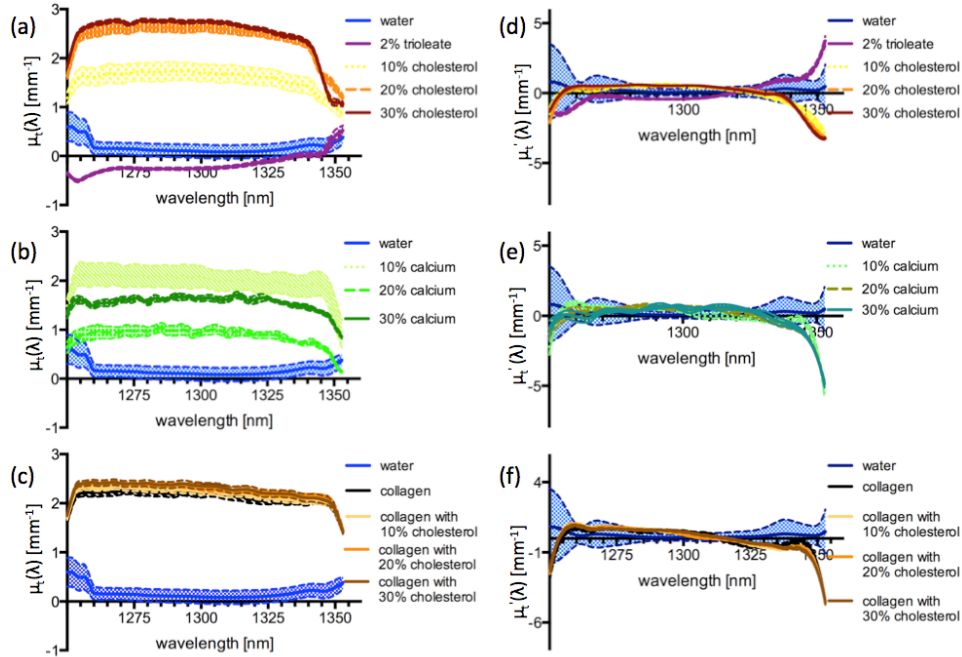 (a)
3
2
1
0
-1
μt(λ) [mm⁻¹]
1275
1300
1325
1350
wavelength [nm]
water
2% trioleate
10% cholesterol
20% cholesterol
30% cholesterol
(d)
5
0
-5
μt'(λ) [mm⁻¹]
1300
1350
wavelength [nm]
water
2% trioleate
10% cholesterol
20% cholesterol
30% cholesterol
(b)
3
2
1
0
-1
μt(λ) [mm⁻¹]
1275
1300
1325
1350
wavelength [nm]
water
10% calcium
20% calcium
30% calcium
(e)
5
0
-5
μt'(λ) [mm⁻¹]
1300
wavelength [nm]
water
10% calcium
20% calcium
30% calcium
(c)
3
2
1
0
-1
μt(λ) [mm⁻¹]
1275
1300
1325
1350
wavelength [nm]
water
collagen
collagen with
10% cholesterol
collagen with
20% cholesterol
collagen with
30% cholesterol
(f)
4
-1
-6
μt'(λ) [mm⁻¹]
1275
1300
1325
wavelength [nm]
water
collagen
collagen with
10% cholesterol
collagen with
20% cholesterol
collagen with
30% cholesterol